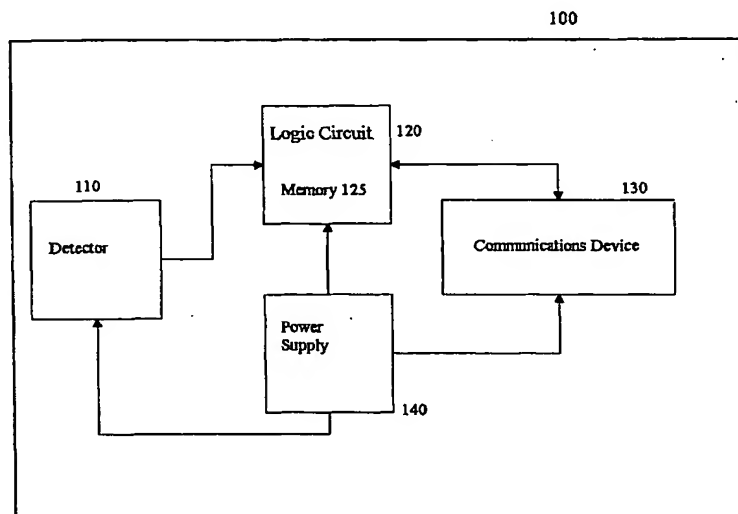 100
Logic Circuit
120
Memory 125
110
130
Detector
Communications Device
Power
Supply
140